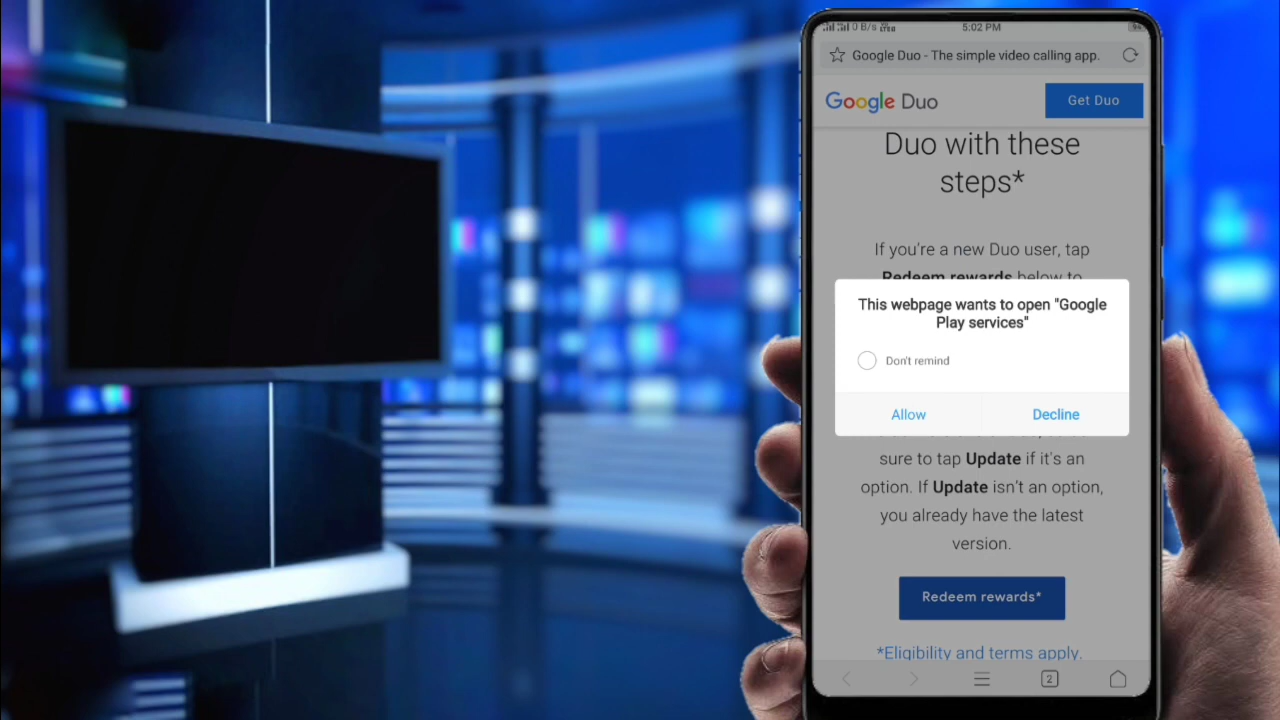 0 B/s
5:02 PM
Google Duo - The simple video calling app.
Google Duo
Get Duo
Duo with these
steps*
If you're a new Duo user, tap
Redeem rewards below to
This webpage wants to open "Google
Play services"
Don't remind
Allow
Decline
sure to tap Update if it's an
option. If Update isn't an option,
you already have the latest
version.
Redeem rewards*
*Eligibility and terms apply.
2